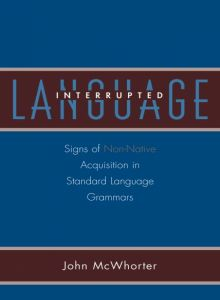 LANGUAGE
INTERRUPTED
Signs of Non-Native
Acquisition in
Standard Language
Grammars
John McWhorter